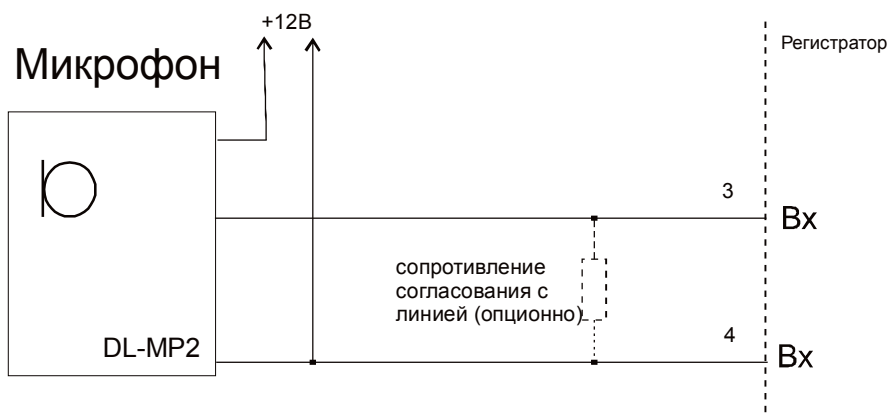 +12В
Регистратор
Микрофон
3
Вх
сопротивление
согласования с
линией (опционно)
4
DL-MP2
Вх